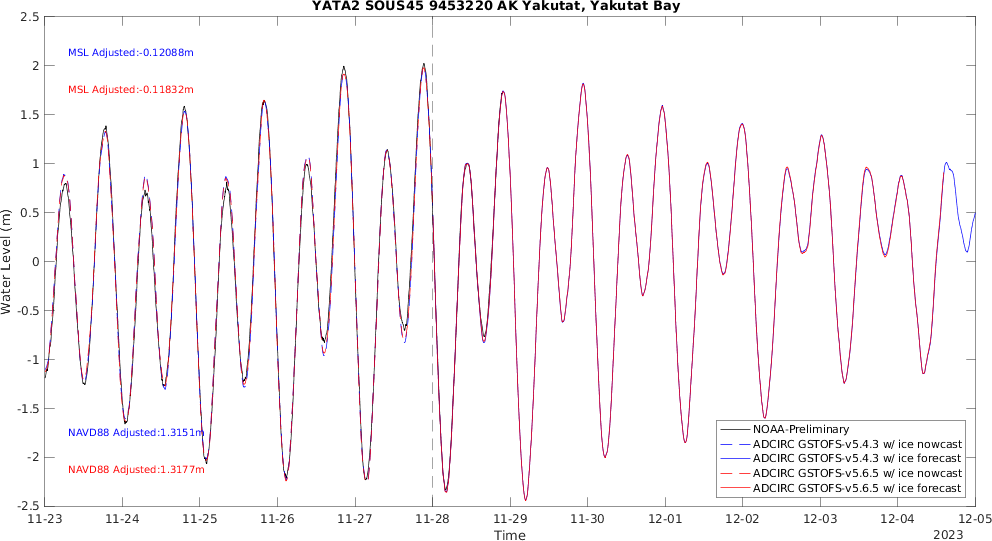 YATA2 SOUS45 9453220 AK Yakutat, Yakutat Bay
2.5
2
1.5
1
0.5
0
-0.5
-1
-1.5
-2
-2.5
Water Level (m)
MSL Adjusted:-0.12088m
MSL Adjusted:-0.11832m
NAVD88 Adjusted:1.3151m
NAVD88 Adjusted:1.3177m
NOAA-Preliminary
ADCIRC GSTOFS-v5.4.3 w/ ice nowcast
ADCIRC GSTOFS-v5.4.3 w/ ice forecast
ADCIRC GSTOFS-v5.6.5 w/ ice nowcast
ADCIRC GSTOFS-v5.6.5 w/ ice forecast
11-23 11-24 11-25 11-26 11-27 11-28 11-29 11-30 12-01 12-02 12-03 12-04 12-05
Time
2023